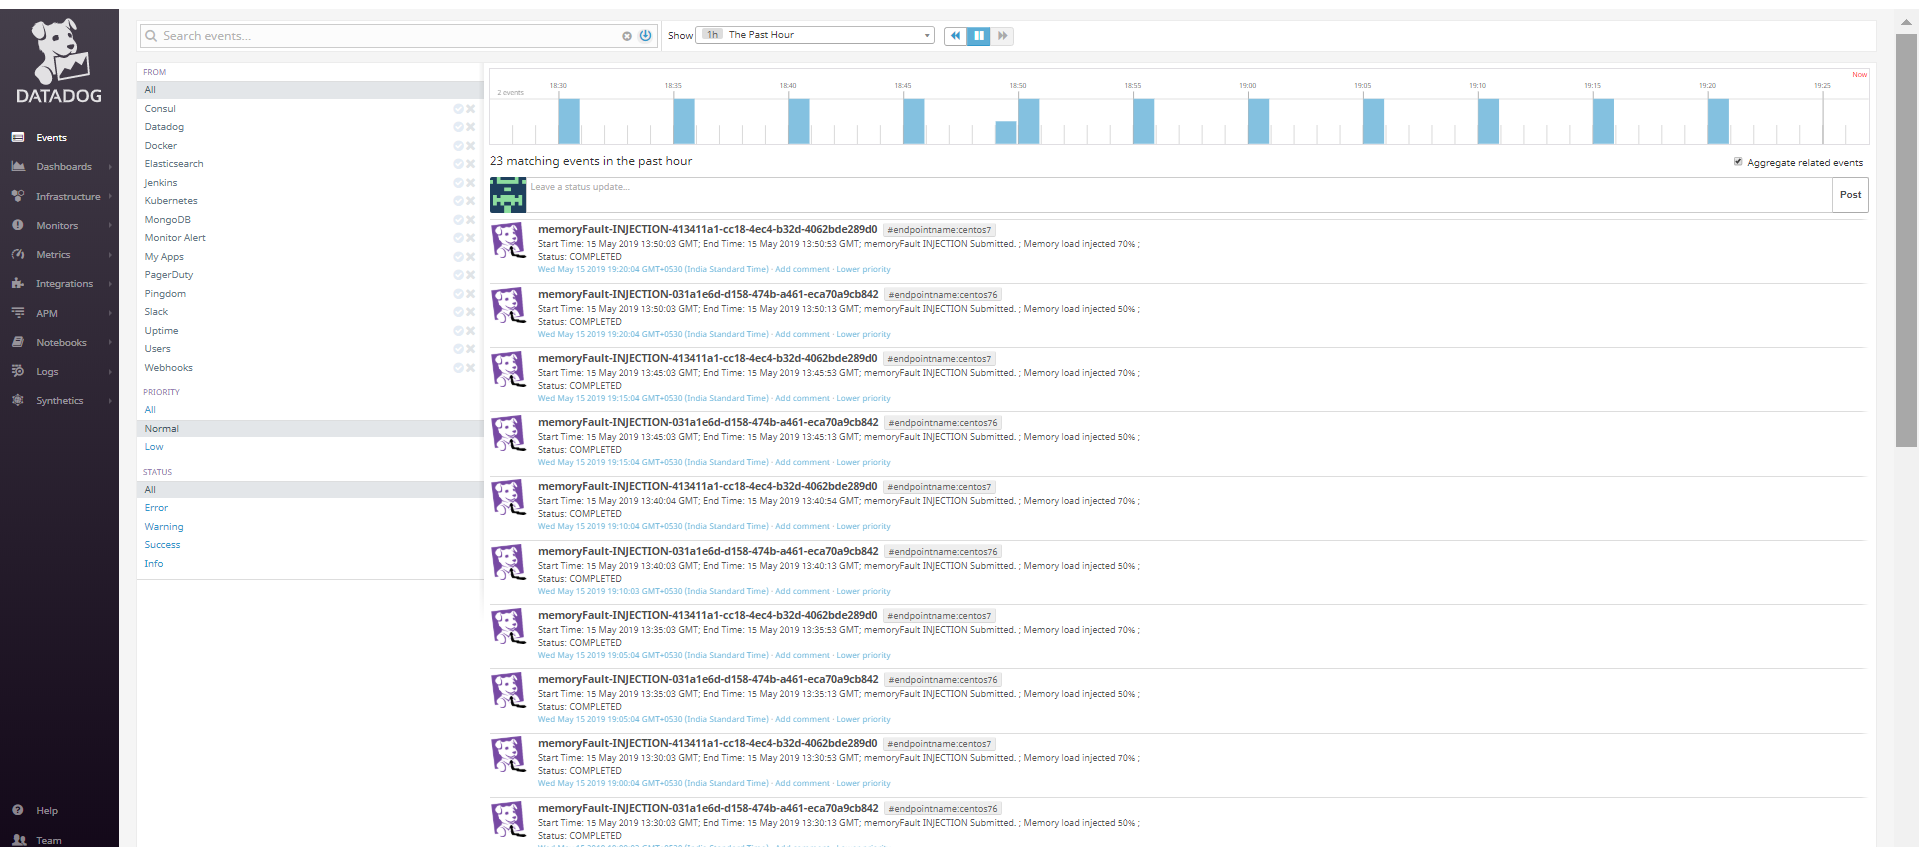 DATADOG
Events
Dashboards
Infrastructure
Monitors
Metrics
Integrations
APM
Notebooks
Logs
Synthetics
Help
Team
Search events...
Show 1h The Past Hour
FROM
All
Consul
Datadog
Docker
Elasticsearch
Jenkins
Kubernetes
MongoDB
Monitor Alert
My Apps
PagerDuty
Pingdom
Slack
Uptime
Users
Webhooks
PRIORITY
All
Normal
Low
STATUS
All
Error
Warning
Success
Info
Now
18:30 18:35 18:40 18:45 18:50 18:55 19:00 19:05 19:10 19:15 19:20 19:25
2 events
23 matching events in the past hour
Aggregate related events
Leave a status update...
Post
memoryFault-INJECTION-413411a1-cc18-4ec4-b32d-4062bde289d0 #endpointname:centos7
Start Time: 15 May 2019 13:50:03 GMT; End Time: 15 May 2019 13:50:53 GMT; memoryFault INJECTION Submitted. ; Memory load injected 70% ;
Status: COMPLETED
Wed May 15 2019 19:20:04 GMT+0530 (India Standard Time) · Add comment · Lower priority
memoryFault-INJECTION-031a1e6d-d158-474b-a461-eca70a9cb842 #endpointname:centos76
Start Time: 15 May 2019 13:50:03 GMT; End Time: 15 May 2019 13:50:13 GMT; memoryFault INJECTION Submitted. ; Memory load injected 50% ;
Status: COMPLETED
Wed May 15 2019 19:20:04 GMT+0530 (India Standard Time) · Add comment · Lower priority
memoryFault-INJECTION-413411a1-cc18-4ec4-b32d-4062bde289d0 #endpointname:centos7
Start Time: 15 May 2019 13:45:03 GMT; End Time: 15 May 2019 13:45:53 GMT; memoryFault INJECTION Submitted. ; Memory load injected 70% ;
Status: COMPLETED
Wed May 15 2019 19:15:04 GMT+0530 (India Standard Time) · Add comment · Lower priority
memoryFault-INJECTION-031a1e6d-d158-474b-a461-eca70a9cb842 #endpointname:centos76
Start Time: 15 May 2019 13:45:03 GMT; End Time: 15 May 2019 13:45:13 GMT; memoryFault INJECTION Submitted. ; Memory load injected 50% ;
Status: COMPLETED
Wed May 15 2019 19:15:04 GMT+0530 (India Standard Time) · Add comment · Lower priority
memoryFault-INJECTION-413411a1-cc18-4ec4-b32d-4062bde289d0 #endpointname:centos7
Start Time: 15 May 2019 13:40:04 GMT; End Time: 15 May 2019 13:40:54 GMT; memoryFault INJECTION Submitted. ; Memory load injected 70% ;
Status: COMPLETED
Wed May 15 2019 19:10:04 GMT+0530 (India Standard Time) · Add comment · Lower priority
memoryFault-INJECTION-031a1e6d-d158-474b-a461-eca70a9cb842 #endpointname:centos76
Start Time: 15 May 2019 13:40:03 GMT; End Time: 15 May 2019 13:40:13 GMT; memoryFault INJECTION Submitted. ; Memory load injected 50% ;
Status: COMPLETED
Wed May 15 2019 19:10:03 GMT+0530 (India Standard Time) · Add comment · Lower priority
memoryFault-INJECTION-413411a1-cc18-4ec4-b32d-4062bde289d0 #endpointname:centos7
Start Time: 15 May 2019 13:35:03 GMT; End Time: 15 May 2019 13:35:53 GMT; memoryFault INJECTION Submitted. ; Memory load injected 70% ;
Status: COMPLETED
Wed May 15 2019 19:05:04 GMT+0530 (India Standard Time) · Add comment · Lower priority
memoryFault-INJECTION-031a1e6d-d158-474b-a461-eca70a9cb842 #endpointname:centos76
Start Time: 15 May 2019 13:35:03 GMT; End Time: 15 May 2019 13:35:13 GMT; memoryFault INJECTION Submitted. ; Memory load injected 50% ;
Status: COMPLETED
Wed May 15 2019 19:05:04 GMT+0530 (India Standard Time) · Add comment · Lower priority
memoryFault-INJECTION-413411a1-cc18-4ec4-b32d-4062bde289d0 #endpointname:centos7
Start Time: 15 May 2019 13:30:03 GMT; End Time: 15 May 2019 13:30:53 GMT; memoryFault INJECTION Submitted. ; Memory load injected 70% ;
Status: COMPLETED
Wed May 15 2019 19:00:04 GMT+0530 (India Standard Time) · Add comment · Lower priority
memoryFault-INJECTION-031a1e6d-d158-474b-a461-eca70a9cb842 #endpointname:centos76
Start Time: 15 May 2019 13:30:03 GMT; End Time: 15 May 2019 13:30:13 GMT; memoryFault INJECTION Submitted. ; Memory load injected 50% ;
Status: COMPLETED